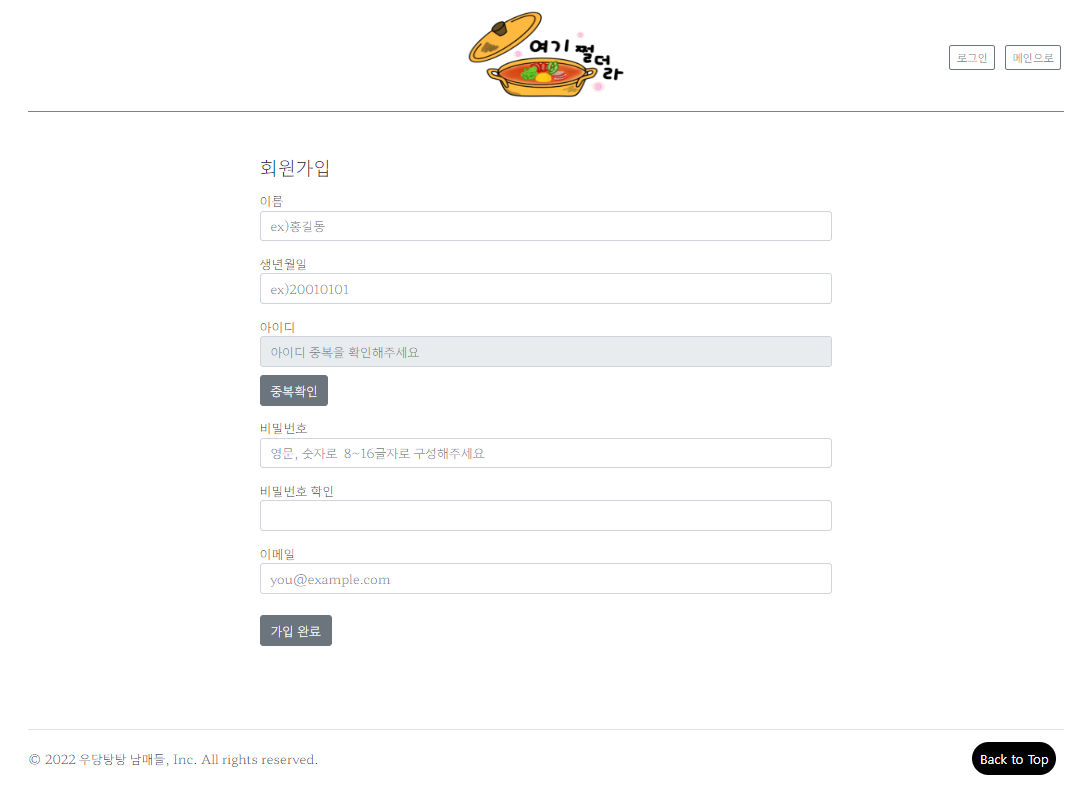 여기 쩔더라
로그인 메인으로
회원가입
이름
ex)홍길동
생년월일
ex)20010101
아이디
아이디 중복을 확인해주세요
중복확인
비밀번호
영문, 숫자로 8~16글자로 구성해주세요
비밀번호 학인
이메일
you@example.com
가입 완료
© 2022 우당탕탕 남매들, Inc. All rights reserved.
Back to Top